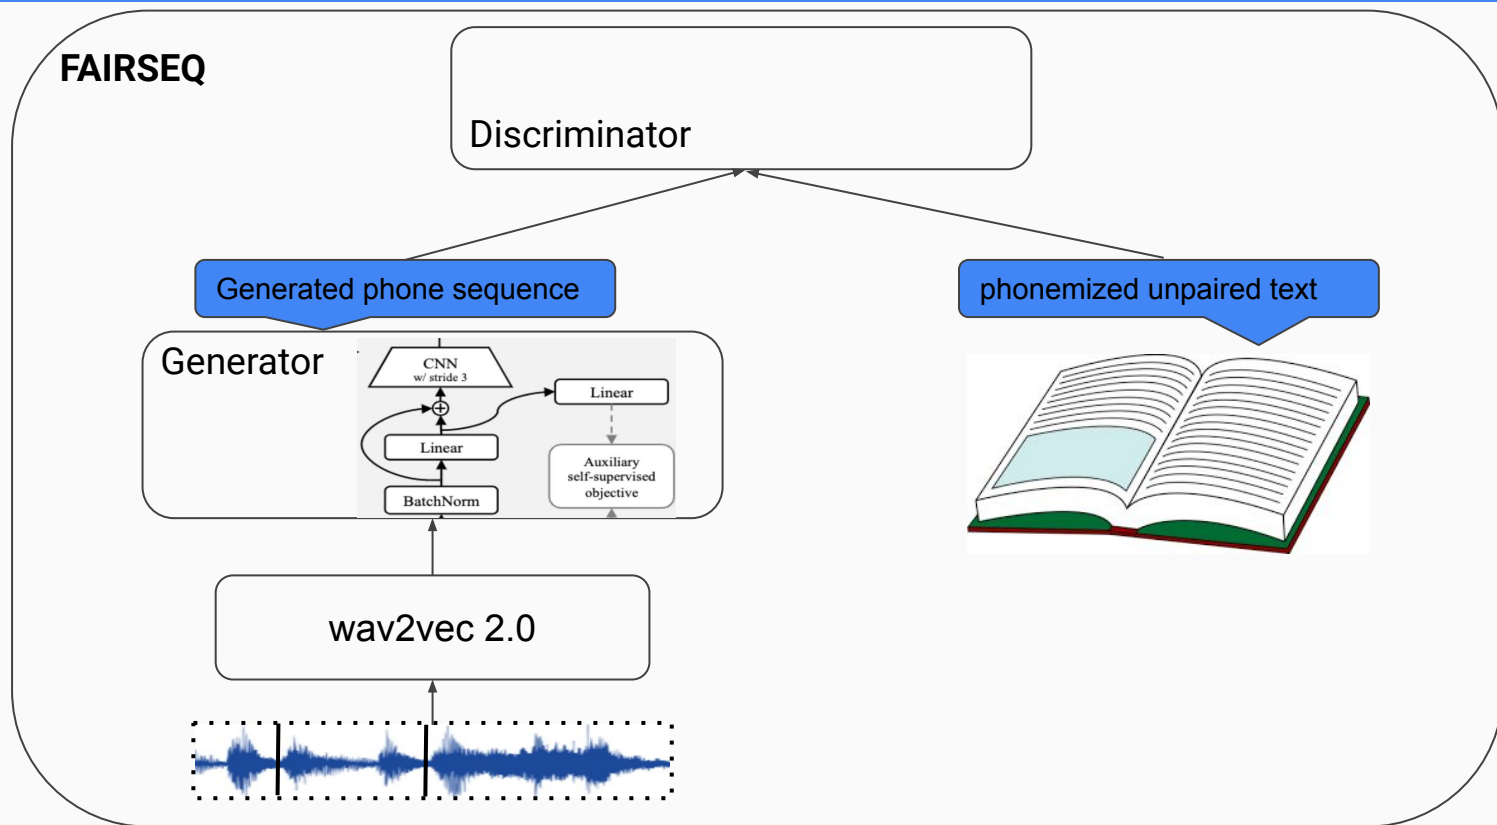 FAIRSEQ
Discriminator
Generated phone sequence
phonemized unpaired text
Generator
CNN
w/ stride 3
Linear
Linear
Auxiliary
self-supervised
objective
BatchNorm
wav2vec 2.0